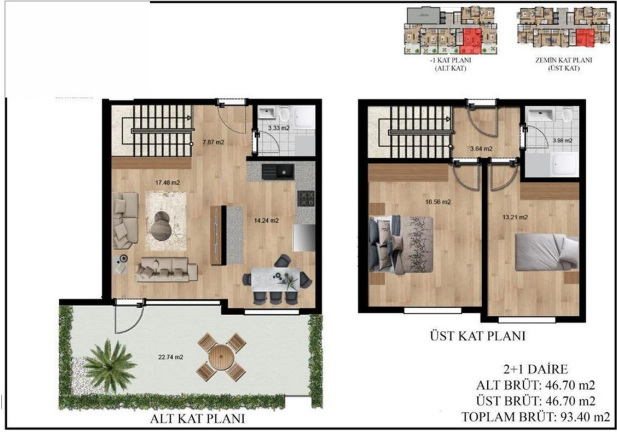 -1 KAT PLANI
(ALT KAT)
ZEMİN KAT PLANI
(ÜST KAT)
3.33 m2
7.87 m2
17.46 m2
14.24 m2
22.74 m2
ALT KAT PLANI
3.64 m2
3.98 m2
16.56 m2
13.21 m2
ÜST KAT PLANI
2+1 DAİRE
ALT BRÜT: 46.70 m2
ÜST BRÜT: 46.70 m2
TOPLAM BRÜT: 93.40 m2